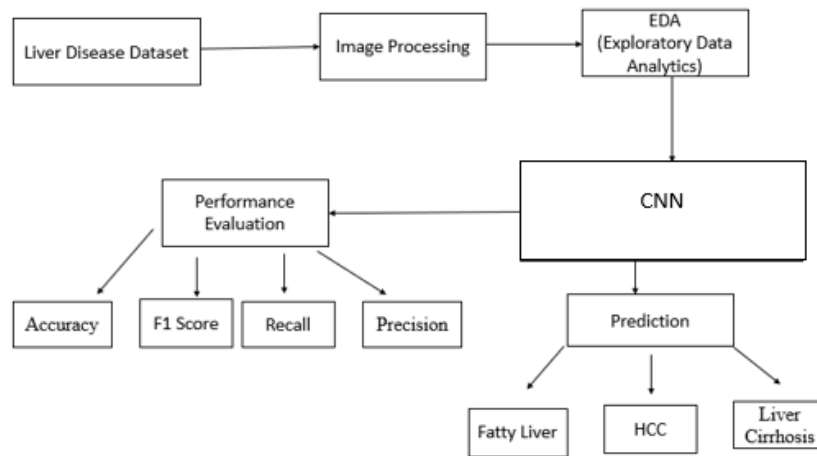 Liver Disease Dataset
Image Processing
EDA
(Exploratory Data
Analytics)
CNN
Performance
Evaluation
Accuracy
F1 Score
Recall
Precision
Prediction
Fatty Liver
HCC
Liver
Cirrhosis